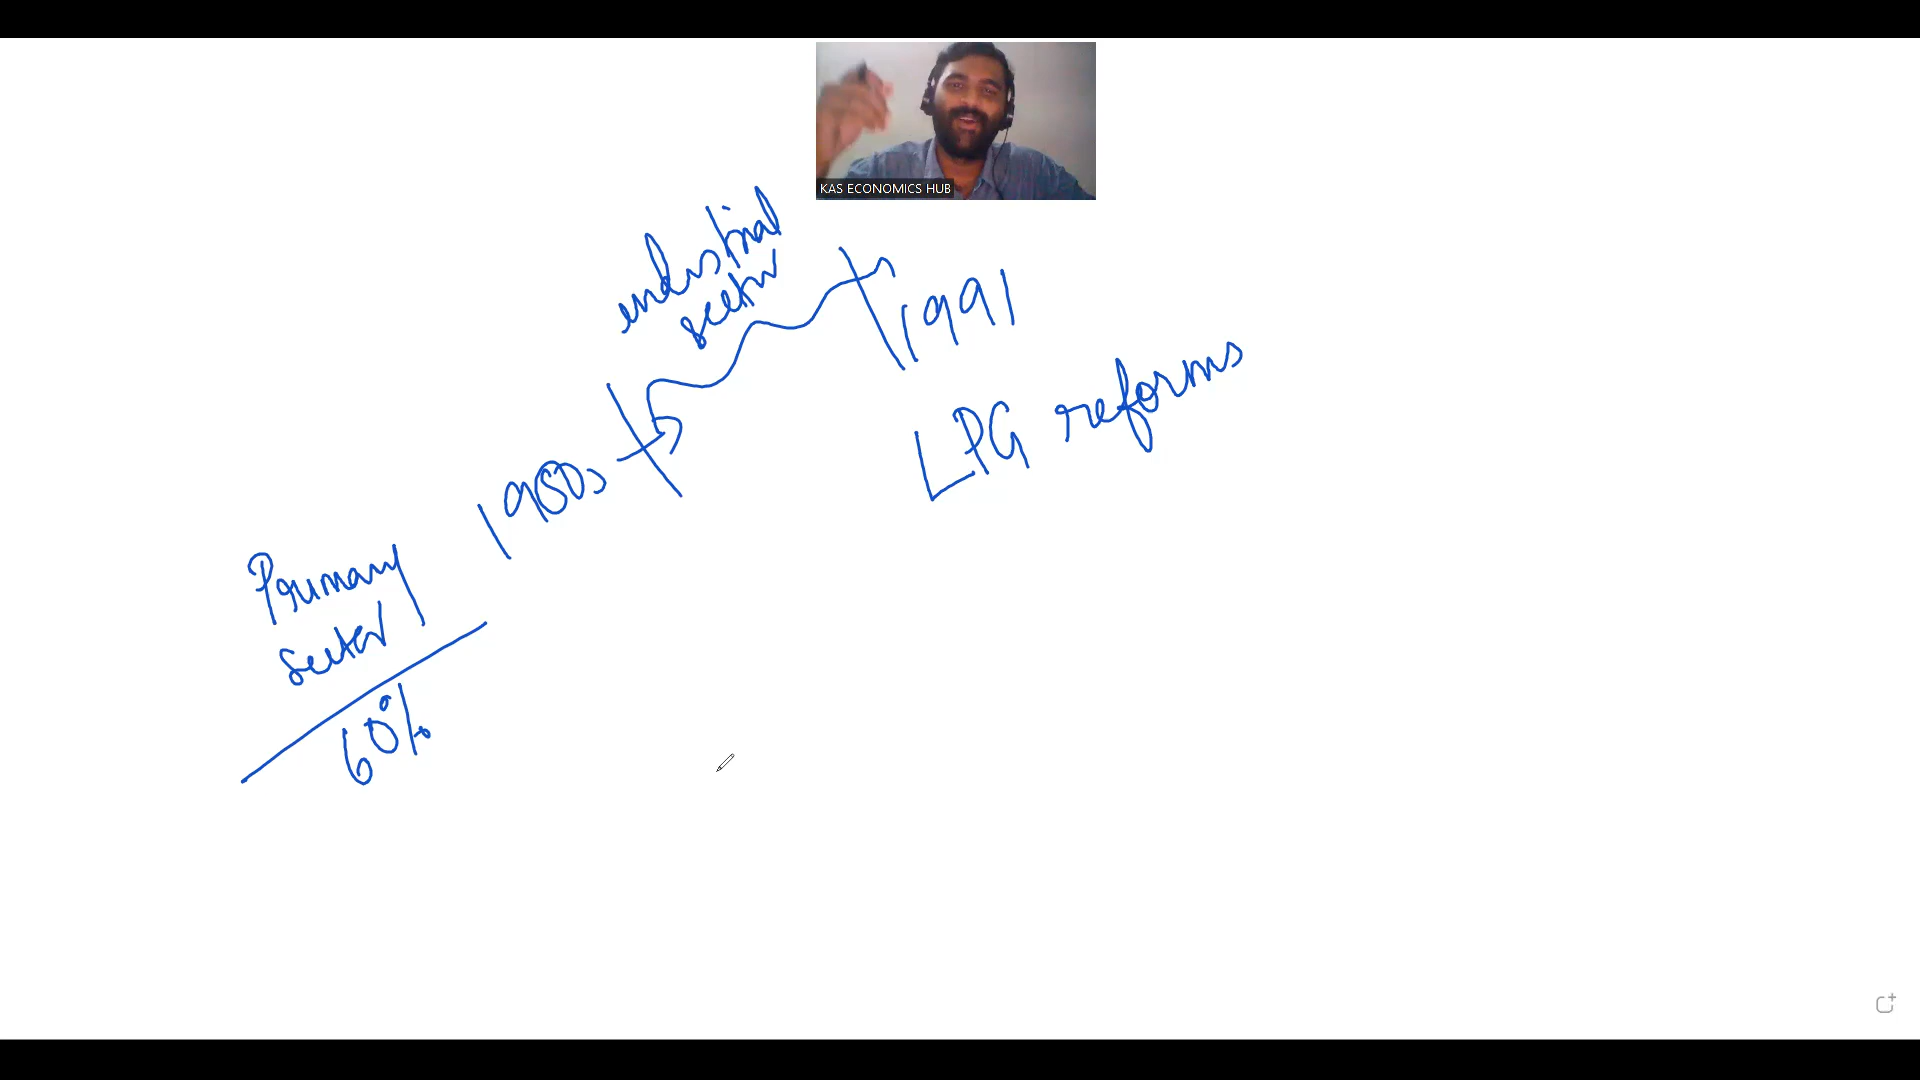 KAS ECONOMICS HUB
industrial
sector
1991
LPG reforms
1980s
Primary
sector
60%